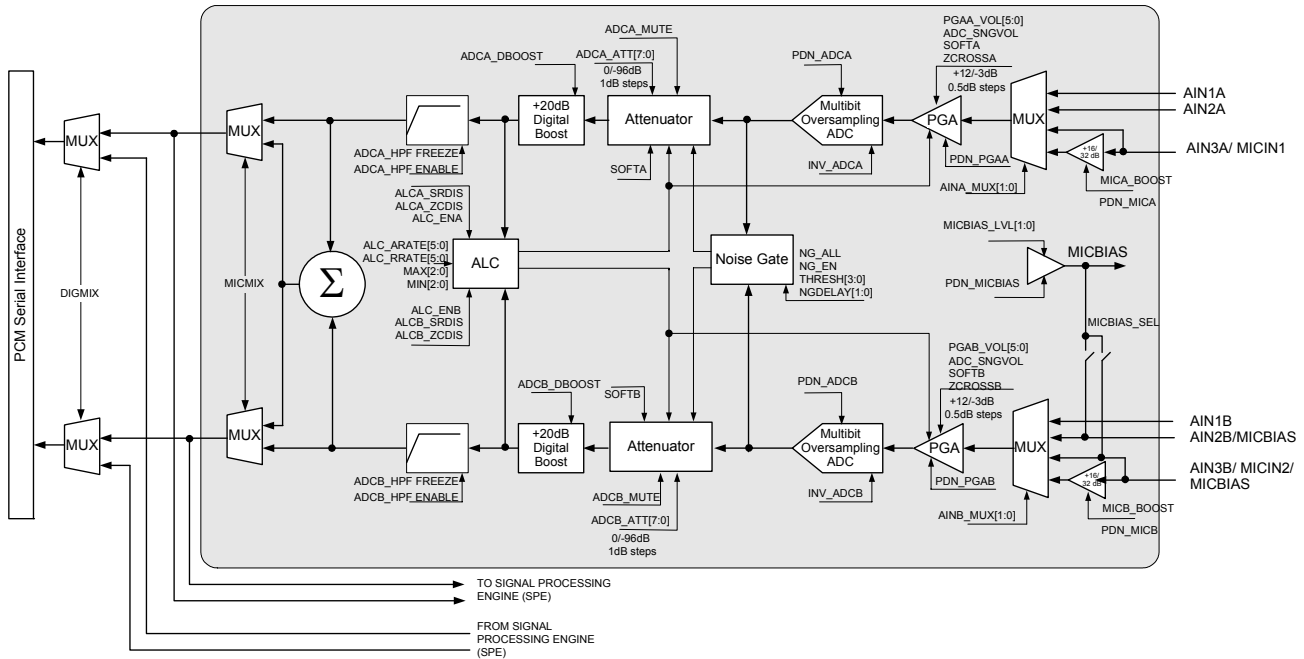 PGAA_VOL[5:0]
ADC_SNGVOL
SOFTA
ZCROSSA
+12/-3dB
0.5dB steps
ADCA_MUTE
ADCA_ATT[7:0]
0/-96dB
1dB steps
ADCA_DBOOST
PDN_ADCA
AIN1A
AIN2A
AIN3A/ MICIN1
MUX
MUX
+20dB
Digital
Boost
Attenuator
Multibit
Oversampling
ADC
PGA
MUX
+16/
32 dB
ADCA_HPF FREEZE
ADCA_HPF ENABLE
SOFTA
INV_ADCA
PDN_PGAA
AINA_MUX[1:0]
MICA_BOOST
PDN_MICA
ALCA_SRDIS
ALCA_ZCDIS
ALC_ENA
ALC_ARATE[5:0]
ALC_RRATE[5:0]
MAX[2:0]
MIN[2:0]
ALC
ALC_ENB
ALCB_SRDIS
ALCB_ZCDIS
Noise Gate
NG_ALL
NG_EN
THRESH[3:0]
NGDELAY[1:0]
MICBIAS_LVL[1:0]
MICBIAS
PDN_MICBIAS
MICBIAS_SEL
PCM Serial Interface
DIGMIX
MICMIX
Σ
PGAB_VOL[5:0]
ADC_SNGVOL
SOFTB
ZCROSSB
+12/-3dB
0.5dB steps
ADCB_DBOOST
SOFTB
PDN_ADCB
AIN1B
AIN2B/MICBIAS
AIN3B/ MICIN2/
MICBIAS
MUX
MUX
+20dB
Digital
Boost
Attenuator
Multibit
Oversampling
ADC
PGA
MUX
+16/
32 dB
ADCB_HPF FREEZE
ADCB_HPF ENABLE
ADCB_MUTE
ADCB_ATT[7:0]
0/-96dB
1dB steps
INV_ADCB
PDN_PGAB
AINB_MUX[1:0]
MICB_BOOST
PDN_MICB
TO SIGNAL PROCESSING
ENGINE (SPE)
FROM SIGNAL
PROCESSING ENGINE
(SPE)